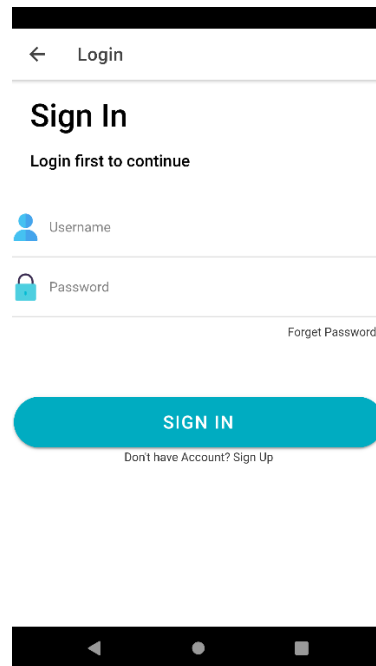 Login
Sign In
Login first to continue
Username
Password
Forget Password
SIGN IN
Don't have Account? Sign Up